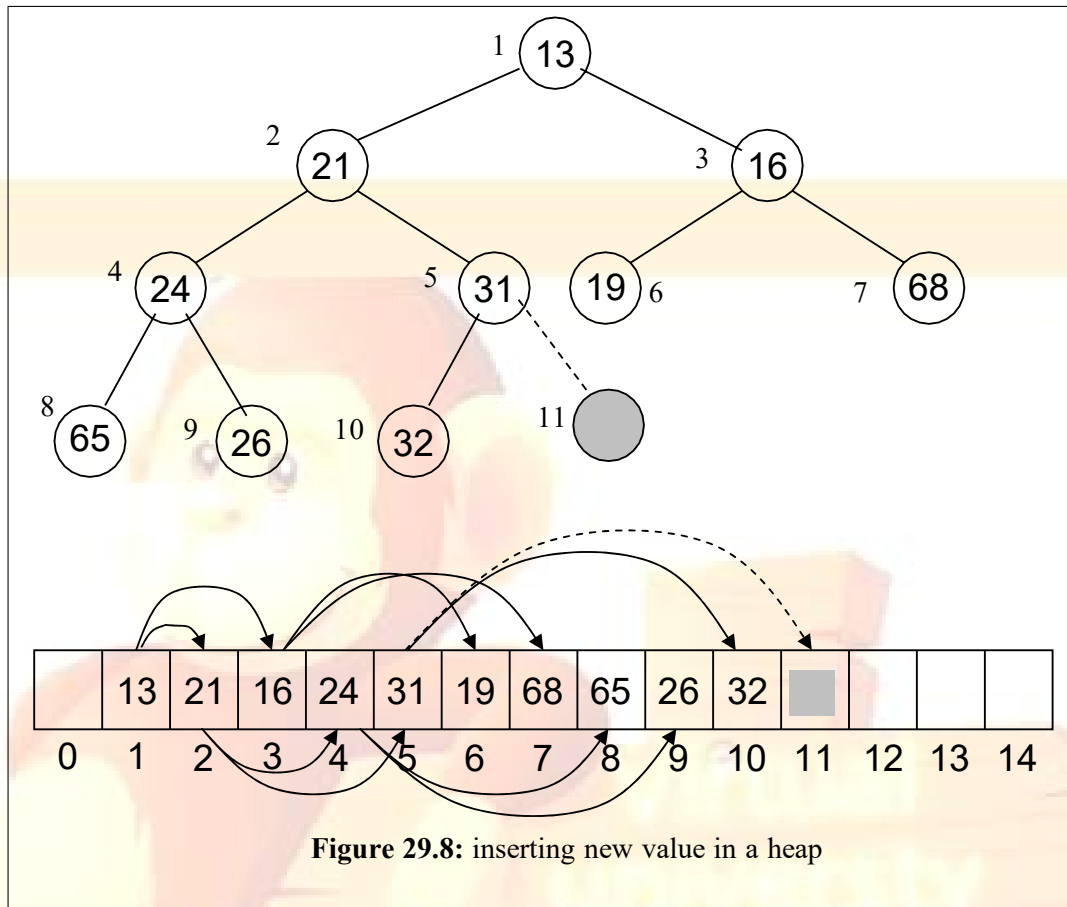 1 13
2 21 3 16
4 24 5 31 19 6 7 68
8 65 9 26 10 32 11
13 21 16 24 31 19 68 65 26 32
0 1 2 3 4 5 6 7 8 9 10 11 12 13 14
Figure 29.8: inserting new value in a heap